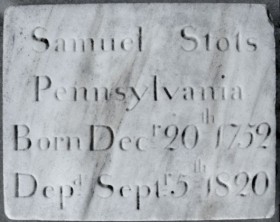 Samuel Stots
Pennsylvania
Born Decr 20th 1752
Depd Septr 5th 1820